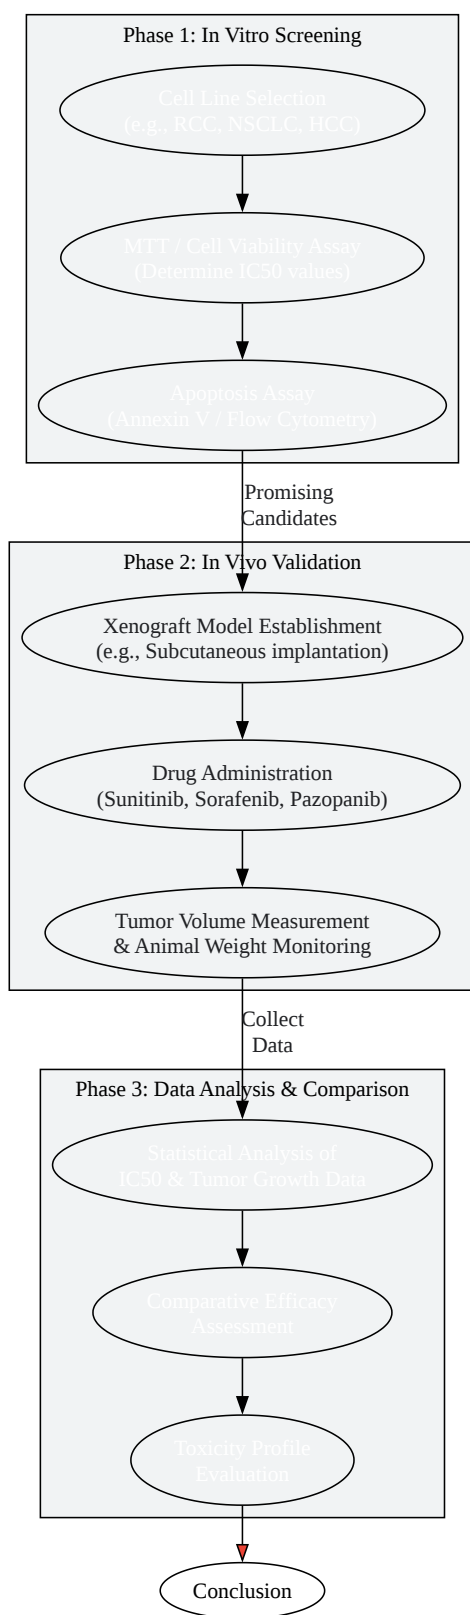 Phase 1: In Vitro Screening
Cell Line Selection
(e.g., RCC, NSCLC, HCC)
MTT / Cell Viability Assay
(Determine IC50 values)
Apoptosis Assay
(Annexin V / Flow Cytometry)
Promising
Candidates
Phase 2: In Vivo Validation
Xenograft Model Establishment
(e.g., Subcutaneous implantation)
Drug Administration
(Sunitinib, Sorafenib, Pazopanib)
Tumor Volume Measurement
& Animal Weight Monitoring
Collect
Data
Phase 3: Data Analysis & Comparison
Statistical Analysis of
IC50 & Tumor Growth Data
Comparative Efficacy
Assessment
Toxicity Profile
Evaluation
Conclusion